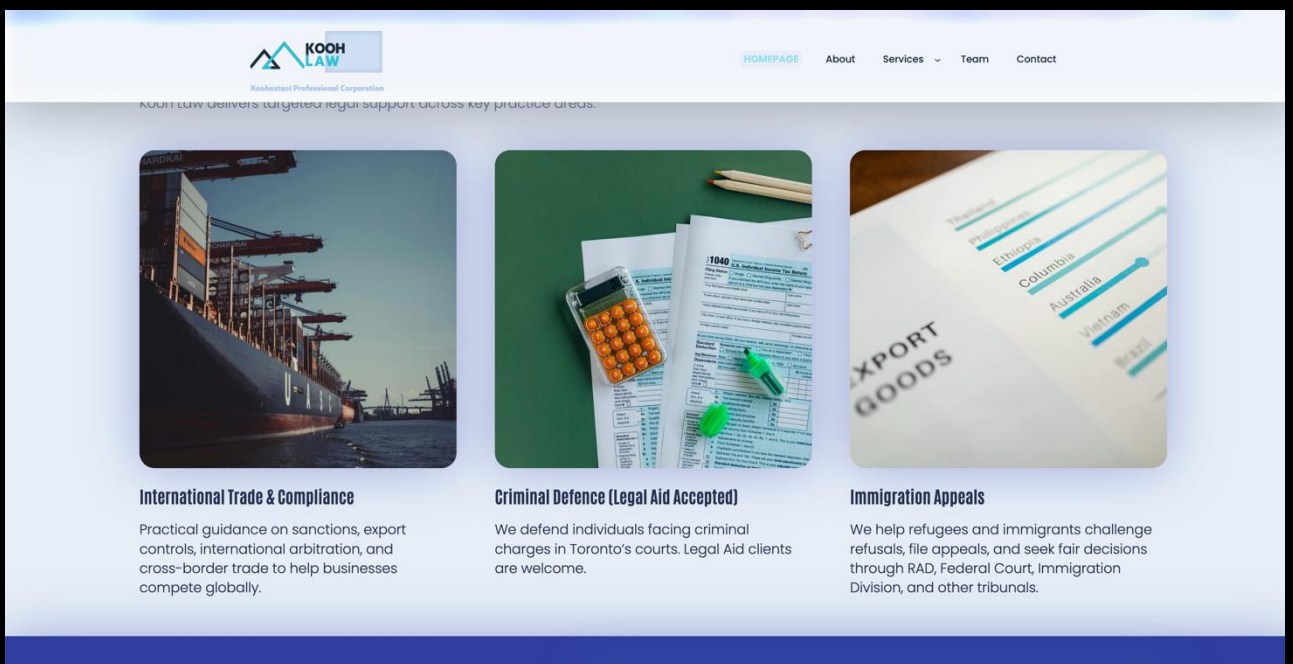 KOOH
LAW
Koohestani Professional Corporation
HOMEPAGE About Services Team Contact
Kooh Law delivers targeted legal support across key practice areas.
HARDKAI
U A S C
1040 U.S. Individual Income Tax Return
Filing Status
Standard
Deduction
Thailand
Philippines
Ethiopia
Columbia
Australia
Vietnam
Brazil
EXPORT
GOODS
International Trade & Compliance
Practical guidance on sanctions, export
controls, international arbitration, and
cross-border trade to help businesses
compete globally.
Criminal Defence (Legal Aid Accepted)
We defend individuals facing criminal
charges in Toronto’s courts. Legal Aid clients
are welcome.
Immigration Appeals
We help refugees and immigrants challenge
refusals, file appeals, and seek fair decisions
through RAD, Federal Court, Immigration
Division, and other tribunals.